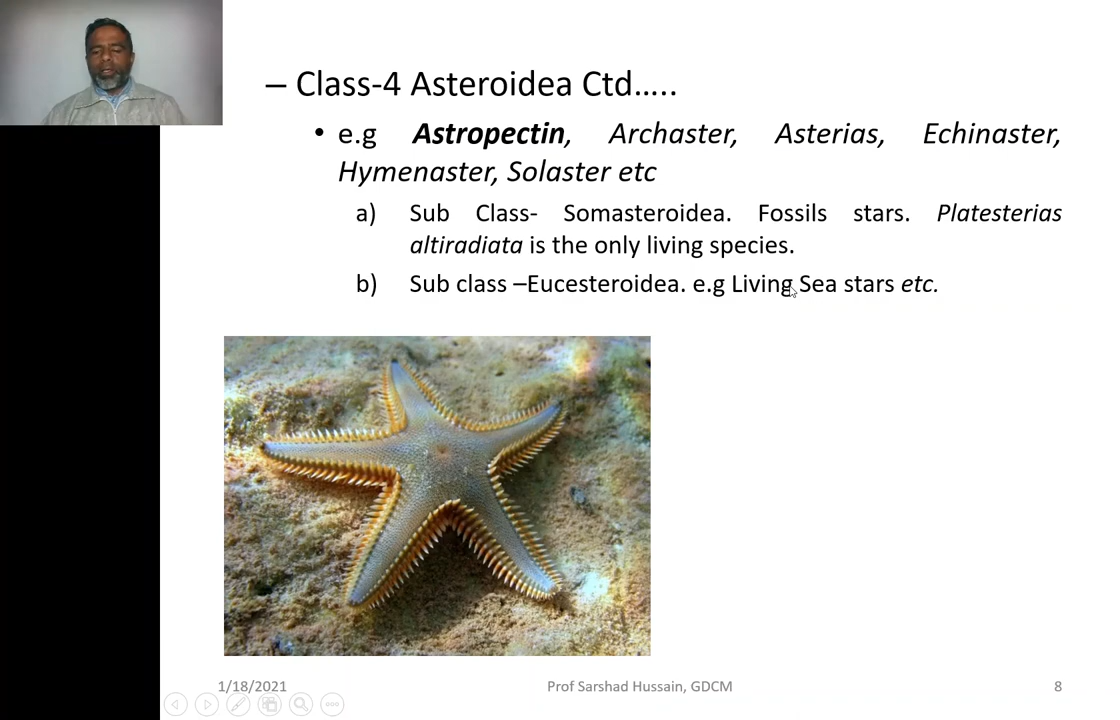 – Class-4 Asteroidea Ctd…..
• e.g Astropectin, Archaster, Asterias, Echinaster,
Hymenaster, Solaster etc
a) Sub Class- Somasteroidea. Fossils stars. Platesterias
altiradiata is the only living species.
b) Sub class –Eucesteroidea. e.g Living Sea stars etc.
1/18/2021 Prof Sarshad Hussain, GDCM 8